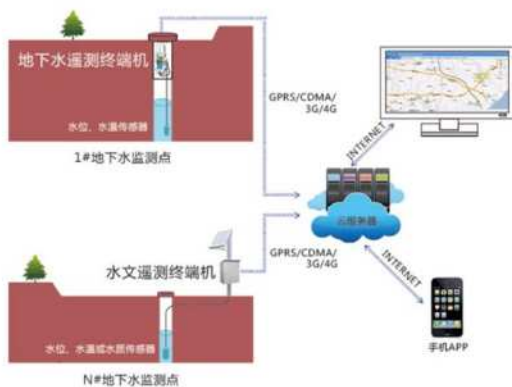 地下水遥测终端机
水位、水温传感器
1#地下水监测点
GPRS/CDMA/
3G/4G
INTERNET
云服务器
水文遥测终端机
GPRS/CDMA/
3G/4G
INTERNET
水位、水温或水质传感器
N#地下水监测点
手机APP